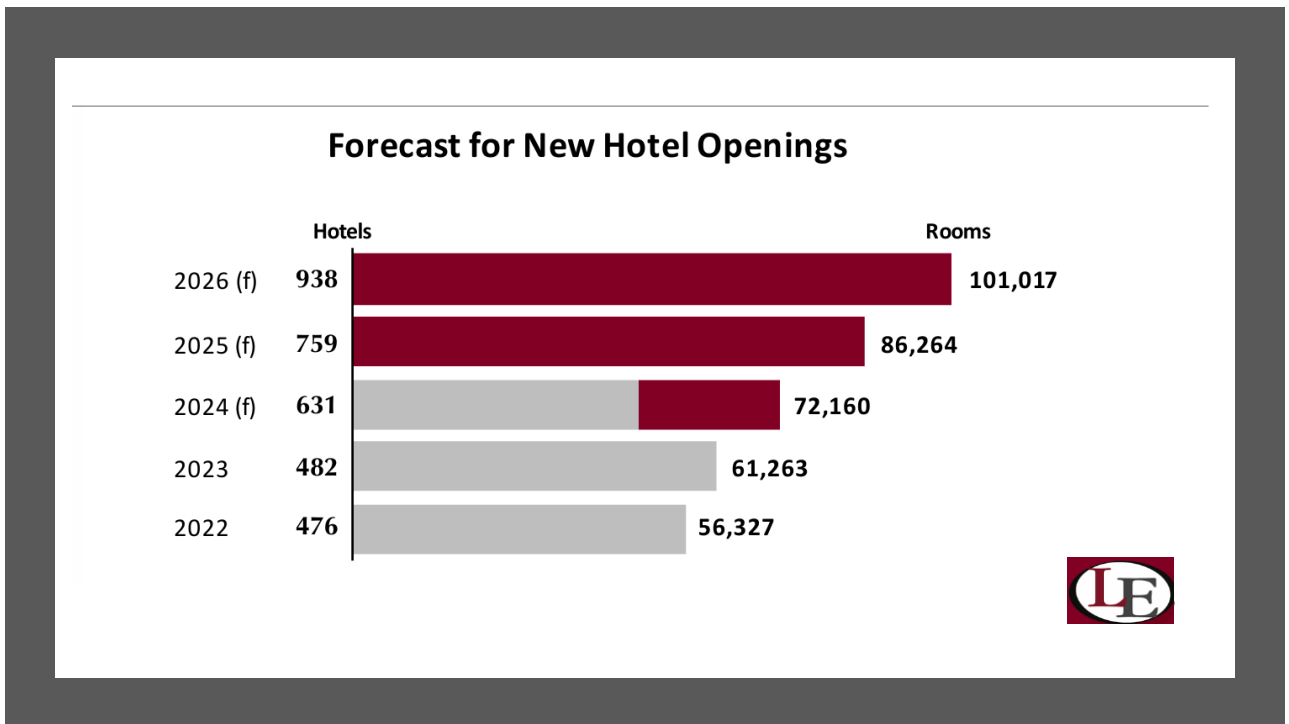 Forecast for New Hotel Openings
Hotels Rooms
2026 (f) 938 101,017
2025 (f) 759 86,264
2024 (f) 631 72,160
2023 482 61,263
2022 476 56,327
LE